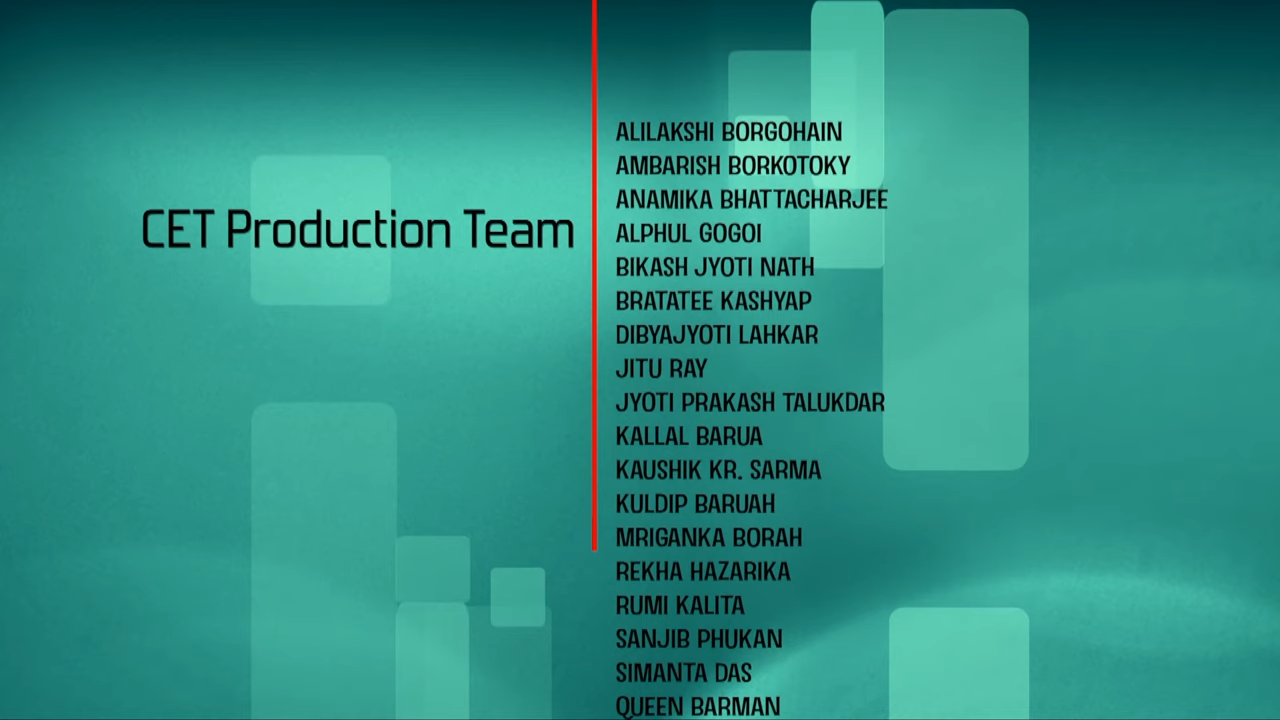 CET Production Team
ALILAKSHI BORGOHAIN
AMBARISH BORKOTOKY
ANAMIKA BHATTACHARJEE
ALPHUL GOGOI
BIKASH JYOTI NATH
BRATATEE KASHYAP
DIBYAJYOTI LAHKAR
JITU RAY
JYOTI PRAKASH TALUKDAR
KALLAL BARUA
KAUSHIK KR. SARMA
KULDIP BARUAH
MRIGANKA BORAH
REKHA HAZARIKA
RUMI KALITA
SANJIB PHUKAN
SIMANTA DAS
QUEEN BARMAN